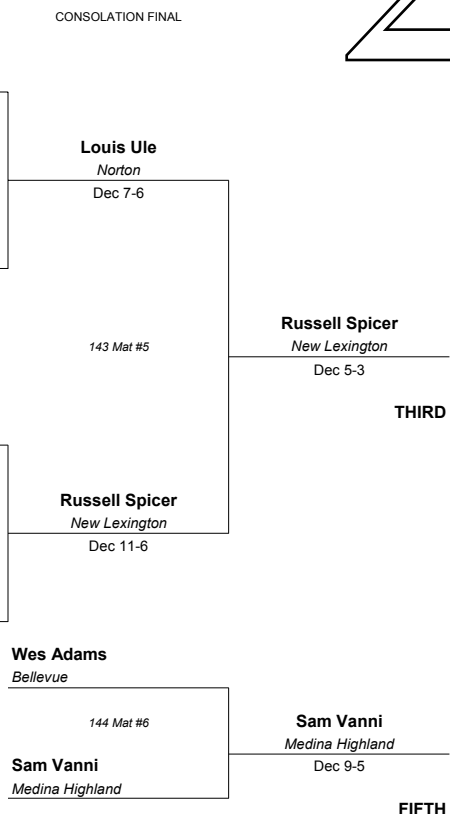 CONSOLATION FINAL
Louis Ule
Norton
Dec 7-6
143 Mat #5
Russell Spicer
New Lexington
Dec 5-3
THIRD
Russell Spicer
New Lexington
Dec 11-6
Wes Adams
Bellevue
144 Mat #6
Sam Vanni
Medina Highland
Sam Vanni
Medina Highland
Dec 9-5
FIFTH